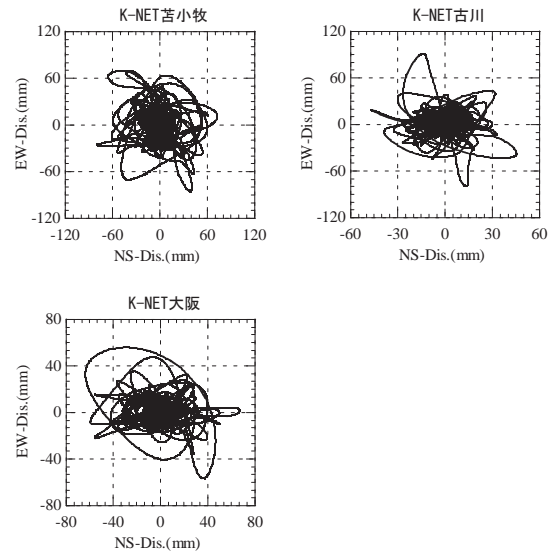 K-NET苫小牧
120
60
0
-60
-120
-120 -60 0 60 120
EW-Dis.(mm)
NS-Dis.(mm)
K-NET古川
120
60
0
-60
-120
-60 -30 0 30 60
EW-Dis.(mm)
NS-Dis.(mm)
K-NET大阪
80
40
0
-40
-80
-80 -40 0 40 80
EW-Dis.(mm)
NS-Dis.(mm)